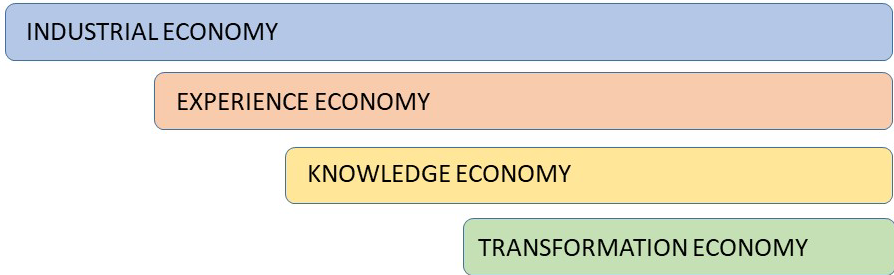 INDUSTRIAL ECONOMY
EXPERIENCE ECONOMY
KNOWLEDGE ECONOMY
TRANSFORMATION ECONOMY